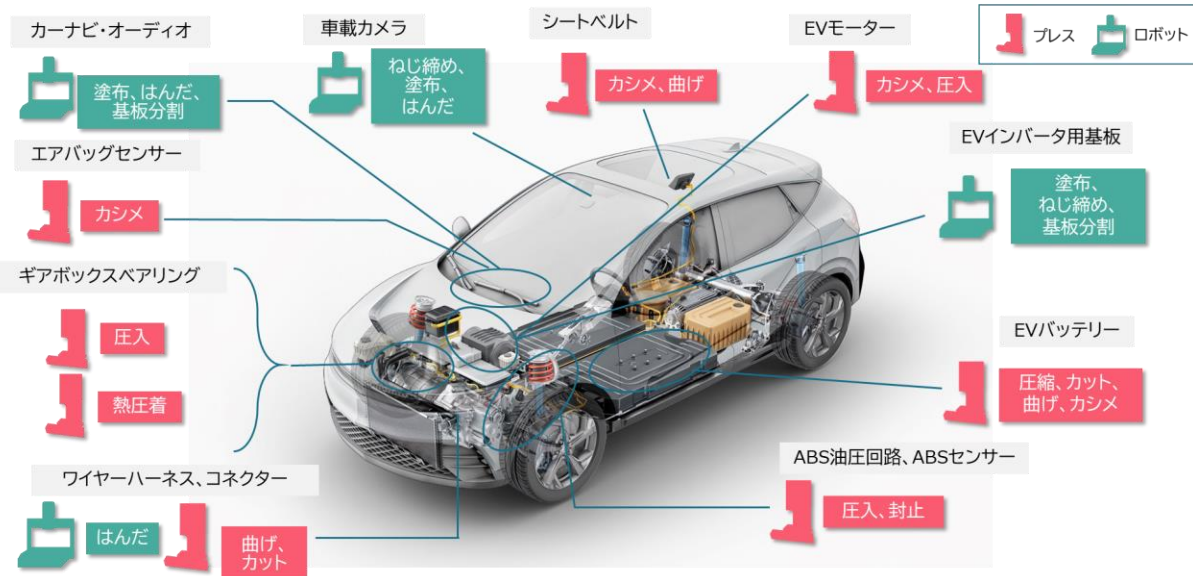 カーナビ・オーディオ
塗布、はんだ、
基板分割
車載カメラ
ねじ締め、
塗布、
はんだ
シートベルト
カシメ、曲げ
EVモーター
カシメ、圧入
プレス
ロボット
エアバッグセンサー
カシメ
EVインバータ用基板
塗布、
ねじ締め、
基板分割
ギアボックスベアリング
圧入
熱圧着
EVバッテリー
圧縮、カット、
曲げ、カシメ
ワイヤーハーネス、コネクター
はんだ
曲げ、
カット
ABS油圧回路、ABSセンサー
圧入、封止